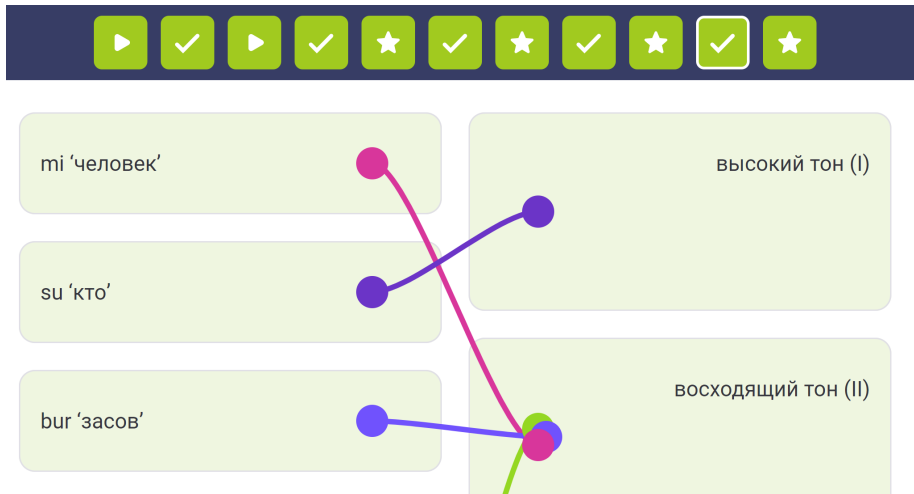 mi ‘человек’
высокий тон (I)
su ‘кто’
восходящий тон (II)
bur ‘засов’